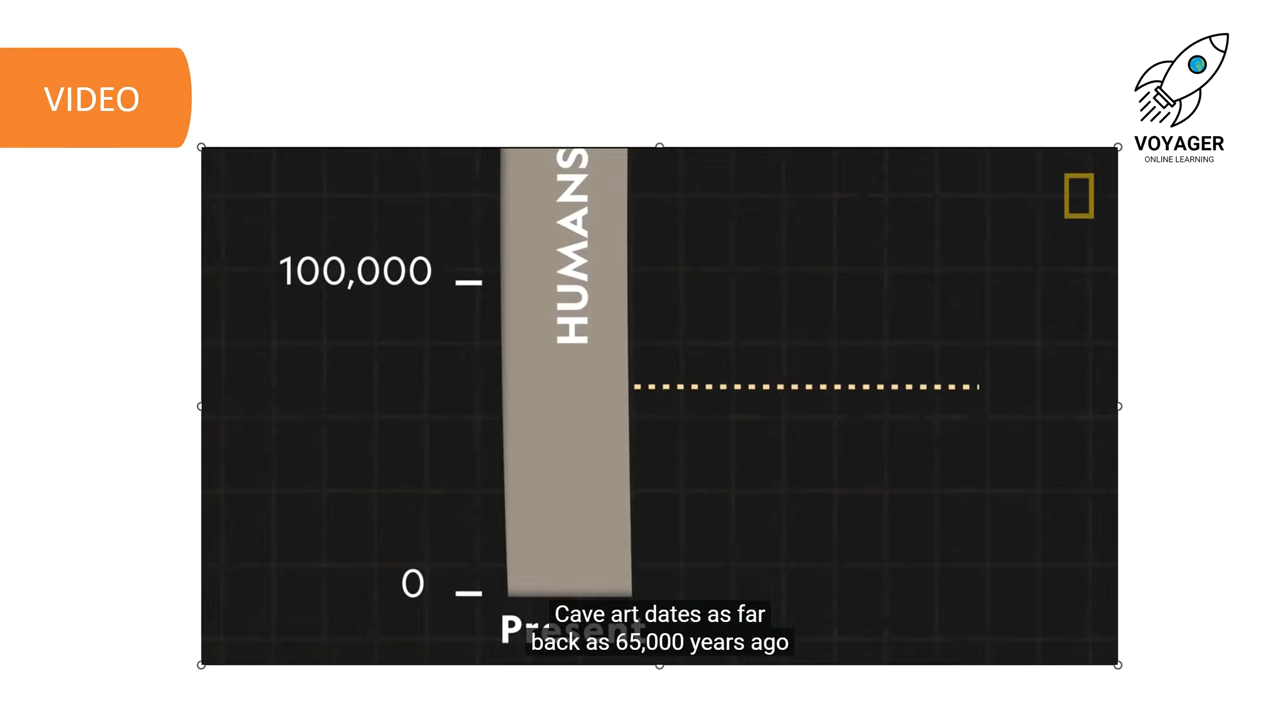 VIDEO
VOYAGER
ONLINE LEARNING
HUMANS
100,000
0
Present
Cave art dates as far
back as 65,000 years ago